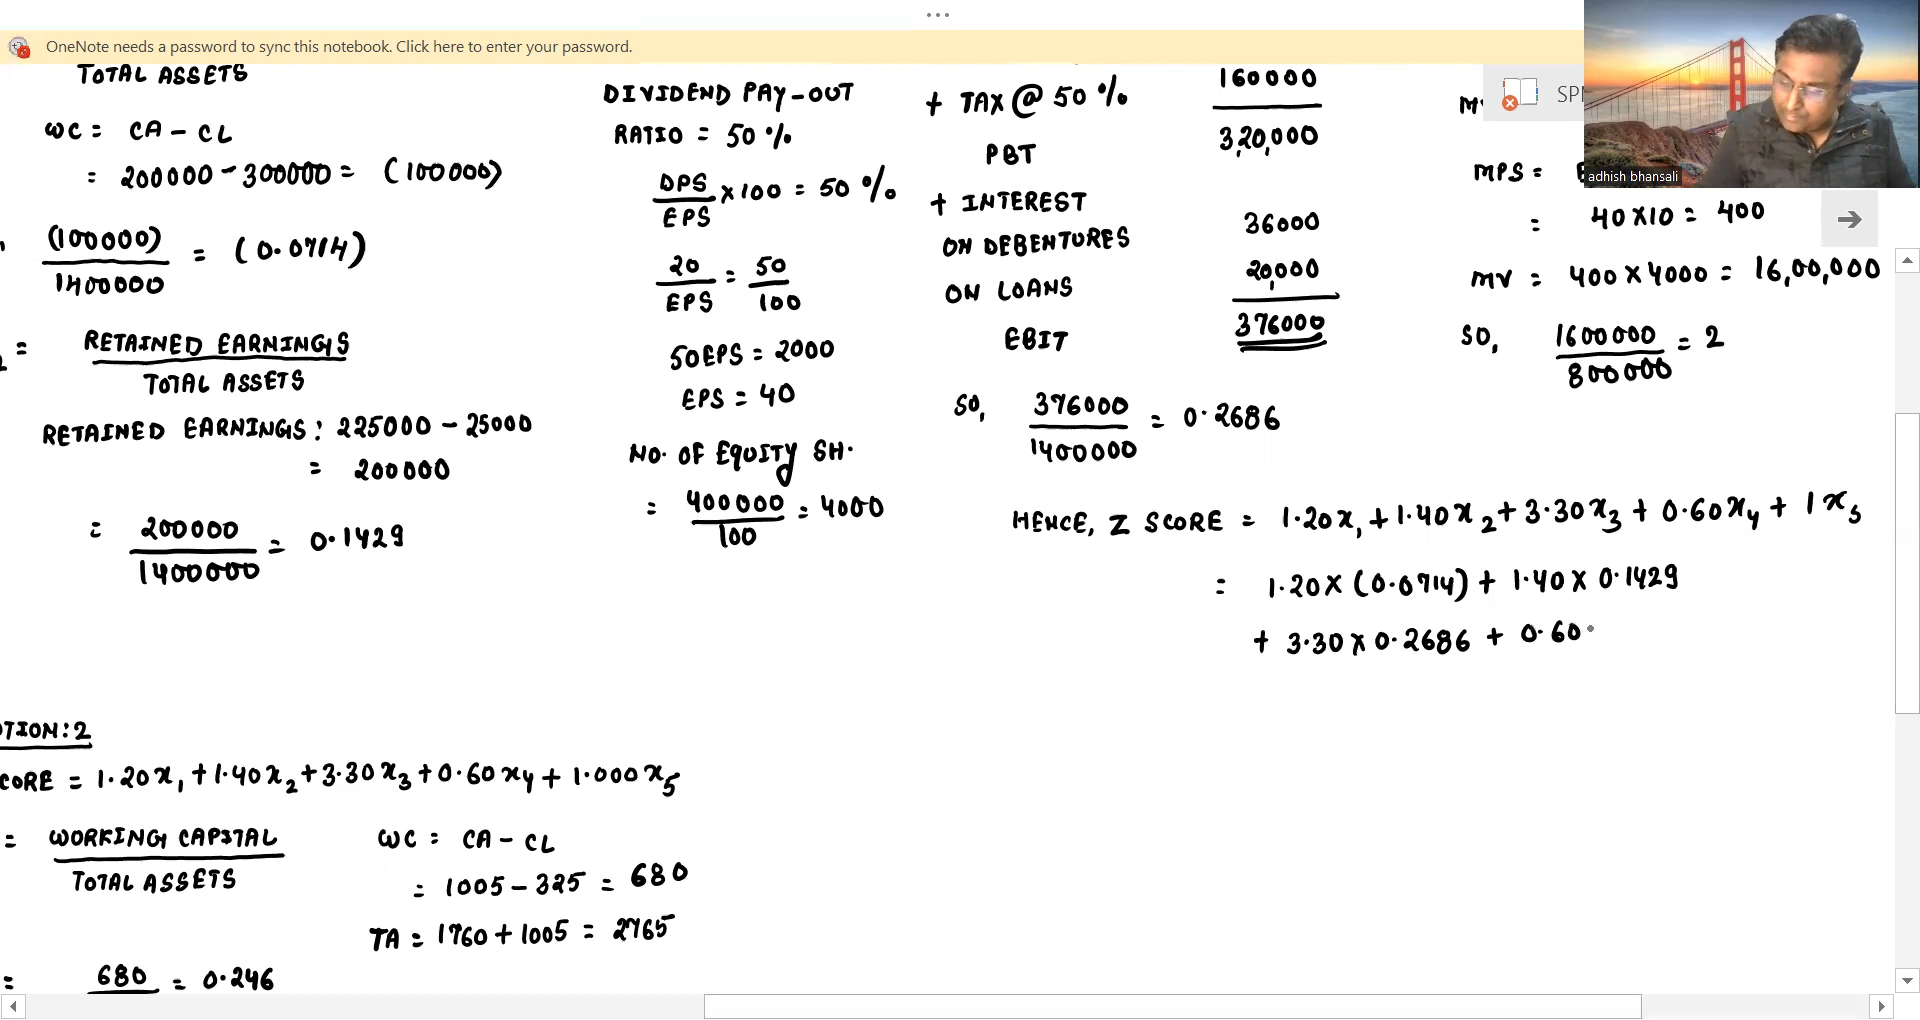 OneNote needs a password to sync this notebook. Click here to enter your password.
adhish bhansali
TOTAL ASSETS
WC = CA - CL
= 200000 - 300000 = (100000)
(100000)
1400000
= (0.0714)
= RETAINED EARNINGS
TOTAL ASSETS
RETAINED EARNINGS: 225000 - 25000
= 200000
= 200000
1400000
= 0.1429
DIVIDEND PAY-OUT
RATIO = 50%
DPS
EPS
x 100 = 50%
20
EPS
= 50
100
50EPS = 2000
EPS = 40
NO. OF EQUITY SH.
= 400000
100
= 4000
160000
+ TAX @ 50%
3,20,000
PBT
+ INTEREST
ON DEBENTURES 36000
ON LOANS 20,000
EBIT 376000
SO, 376000
1400000
= 0.2686
MPS =
= 40 x 10 = 400
MV = 400 x 4000 = 16,00,000
SO, 1600000
800000
= 2
HENCE, Z SCORE = 1.20x₁ + 1.40x₂ + 3.30x₃ + 0.60x₄ + 1x₅
= 1.20 x (0.0714) + 1.40 x 0.1429
+ 3.30 x 0.2686 + 0.60
TION: 2
CORE = 1.20x₁ + 1.40x₂ + 3.30x₃ + 0.60x₄ + 1.000x₅
= WORKING CAPITAL
TOTAL ASSETS
WC = CA - CL
= 1005 - 325 = 680
TA = 1760 + 1005 = 2765
= 680
= 0.246